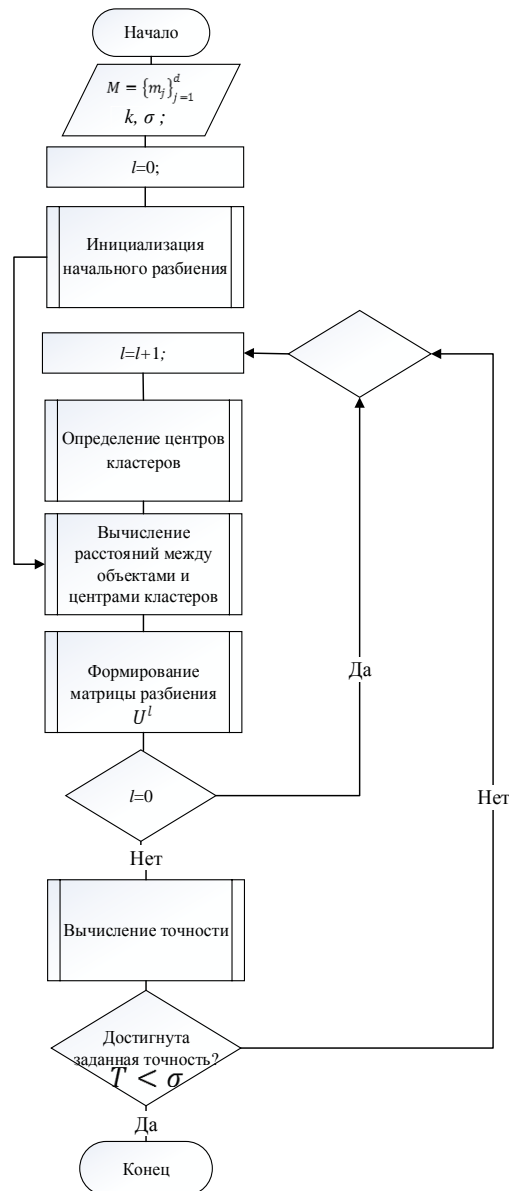 Начало
M = {m_j}_{j=1}^d
k, σ ;
l=0;
Инициализация
начального разбиения
l=l+1;
Определение центров
кластеров
Вычисление
расстояний между
объектами и
центрами кластеров
Формирование
матрицы разбиения
U^l
Да
l=0
Нет
Нет
Вычисление точности
Достигнута
заданная точность?
T < σ
Да
Конец